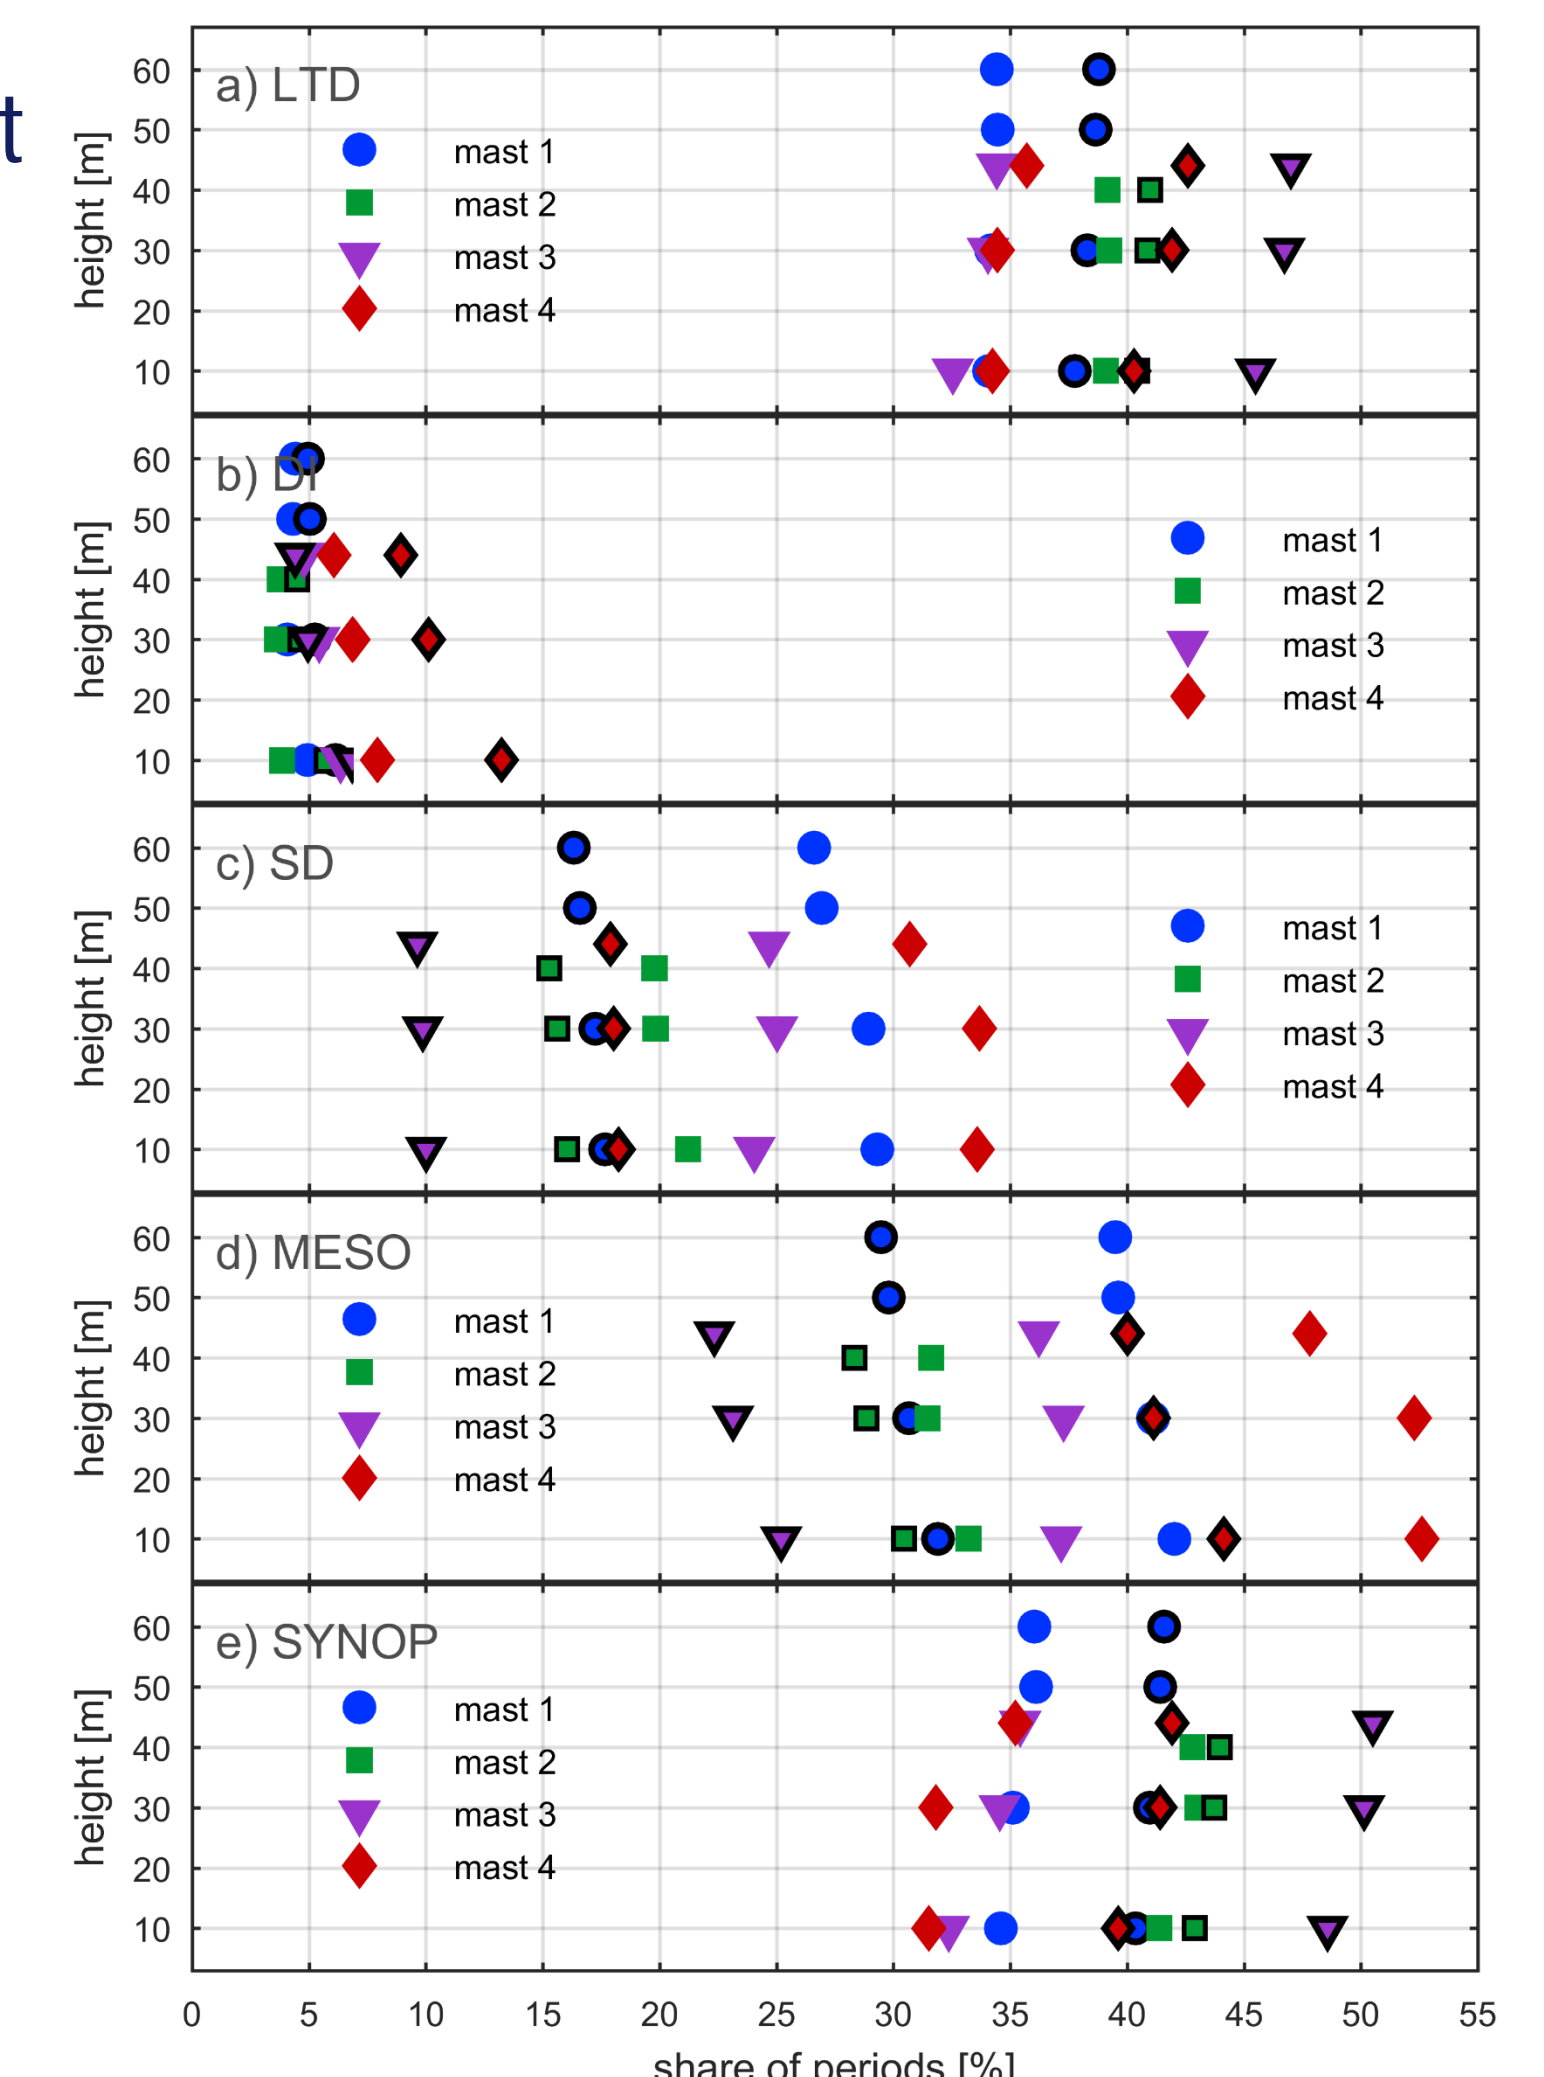 t
a) LTD
height [m]
60
50
40
30
20
10
mast 1
mast 2
mast 3
mast 4
b) DI
height [m]
60
50
40
30
20
10
mast 1
mast 2
mast 3
mast 4
c) SD
height [m]
60
50
40
30
20
10
mast 1
mast 2
mast 3
mast 4
d) MESO
height [m]
60
50
40
30
20
10
mast 1
mast 2
mast 3
mast 4
e) SYNOP
height [m]
60
50
40
30
20
10
mast 1
mast 2
mast 3
mast 4
0 5 10 15 20 25 30 35 40 45 50 55
share of periods [%]